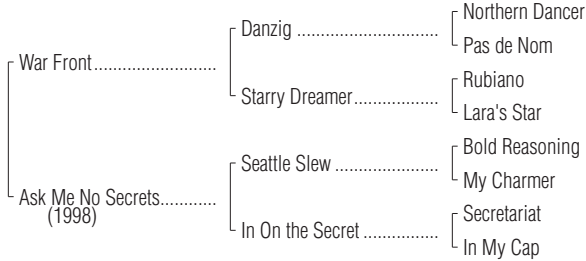 Northern Dancer
Danzig ..............................
Pas de Nom
War Front..........................
Rubiano
Starry Dreamer..................
Lara's Star
Bold Reasoning
Seattle Slew ......................
My Charmer
Ask Me No Secrets............
(1998)
Secretariat
In On the Secret ................
In My Cap